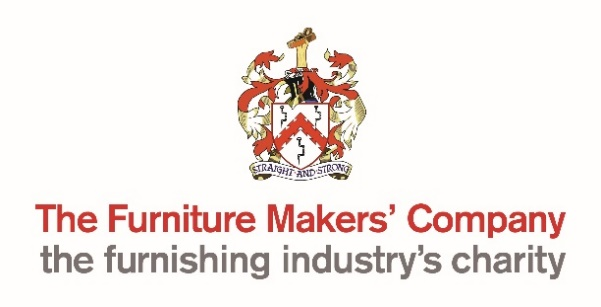 STRAIGHT AND STRONG
The Furniture Makers' Company
the furnishing industry's charity